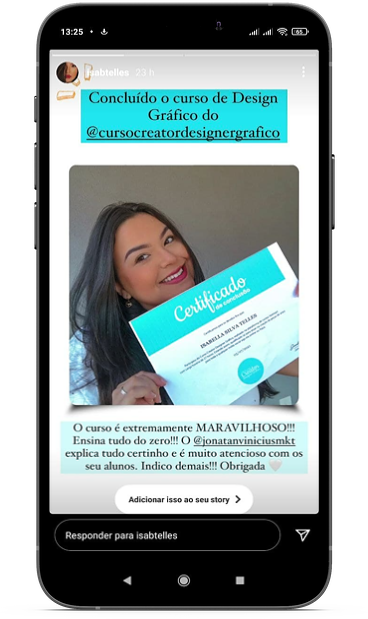 13:25
65
isabtelles 23 h
Concluído o curso de Design
Gráfico do
@cursocreatordesignergrafico
Certificado
de conclusão
ISABELLA SILVA TELLES
O curso é extremamente MARAVILHOSO!!!
Ensina tudo do zero!!! O @jonatanviniciusmkt
explica tudo certinho e é muito atencioso com os
seu alunos. Indico demais!!! Obrigada 🤍
Adicionar isso ao seu story
Responder para isabtelles